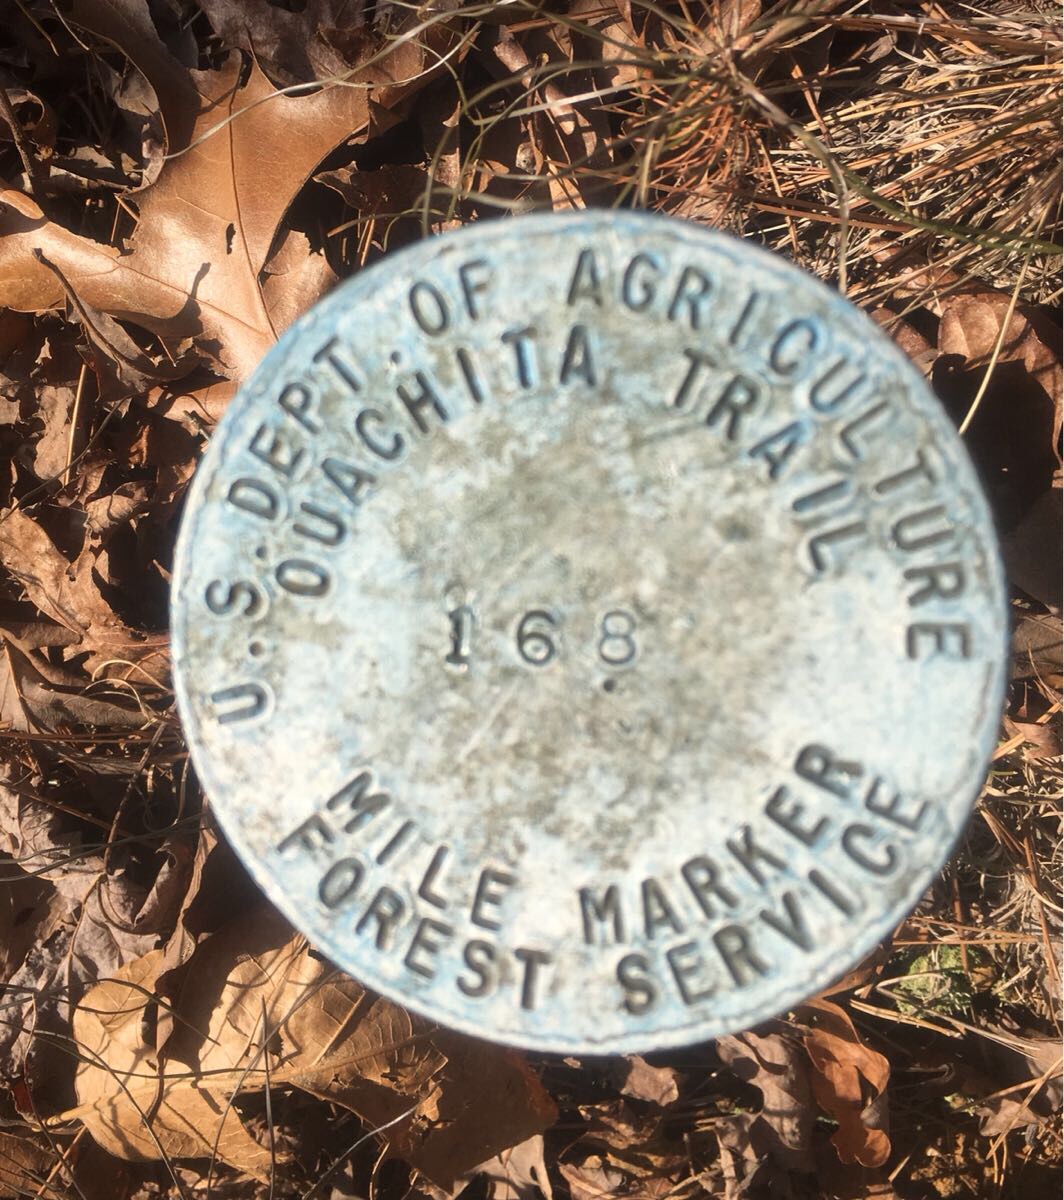 U.S. DEPT. OF AGRICULTURE
OUACHITA TRAIL
168
MILE MARKER
FOREST SERVICE